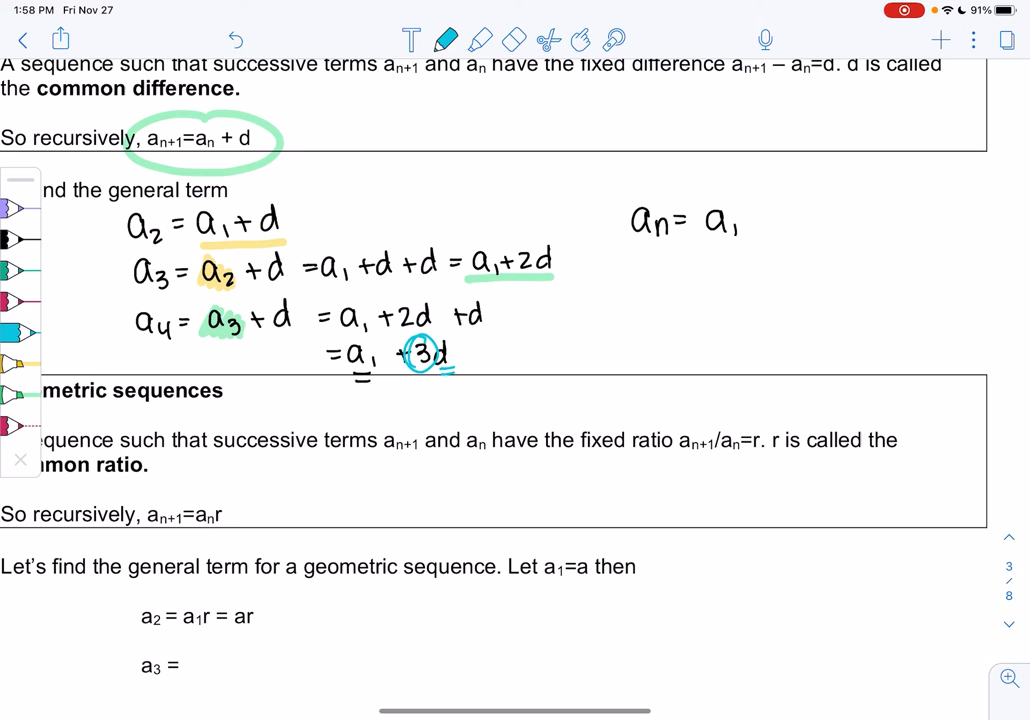 1:58 PM Fri Nov 27
91%
A sequence such that successive terms aₙ₊₁ and aₙ have the fixed difference aₙ₊₁ – aₙ=d. d is called
the common difference.
So recursively, aₙ₊₁=aₙ + d
nd the general term
a₂ = a₁ + d
aₙ = a₁
a₃ = a₂ + d = a₁ + d + d = a₁ + 2d
a₄ = a₃ + d = a₁ + 2d + d
= a₁ + 3d
metric sequences
quence such that successive terms aₙ₊₁ and aₙ have the fixed ratio aₙ₊₁/aₙ=r. r is called the
mon ratio.
So recursively, aₙ₊₁=aₙr
3
/
8
Let’s find the general term for a geometric sequence. Let a₁=a then
a₂ = a₁r = ar
a₃ =